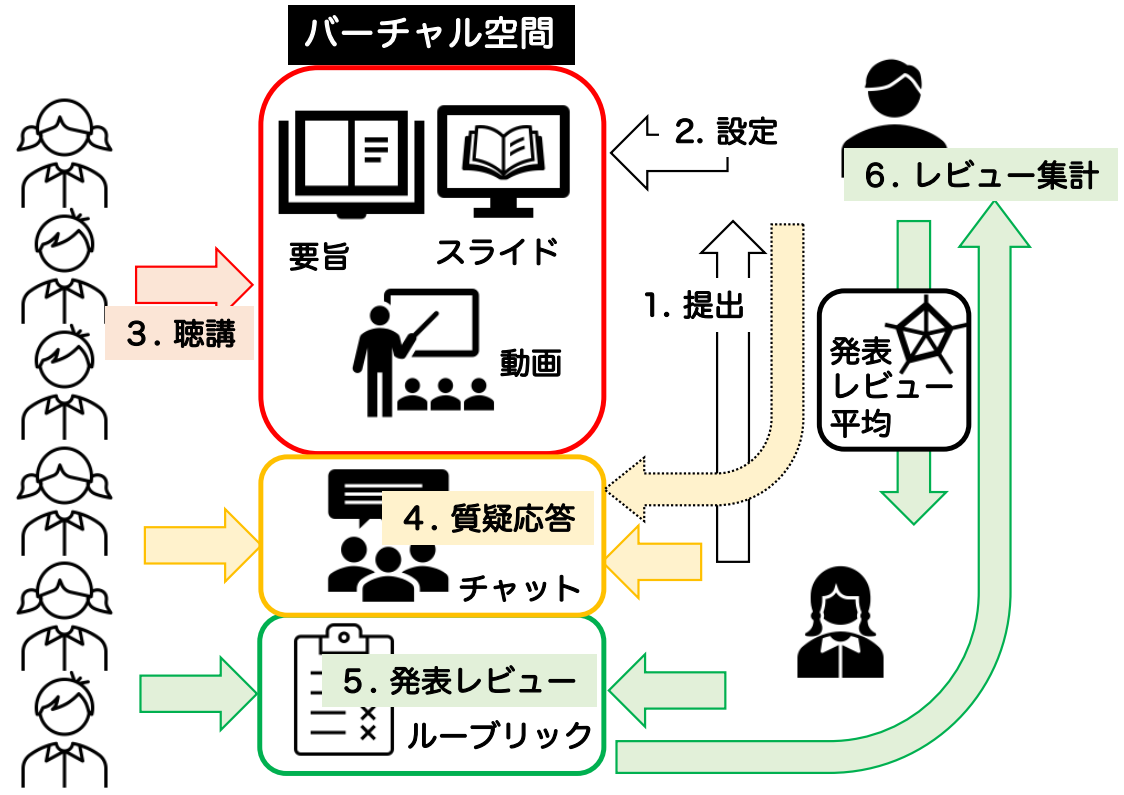 バーチャル空間
2. 設定
6. レビュー集計
要旨
スライド
1. 提出
3. 聴講
動画
発表
レビュー
平均
4. 質疑応答
チャット
5. 発表レビュー
ルーブリック